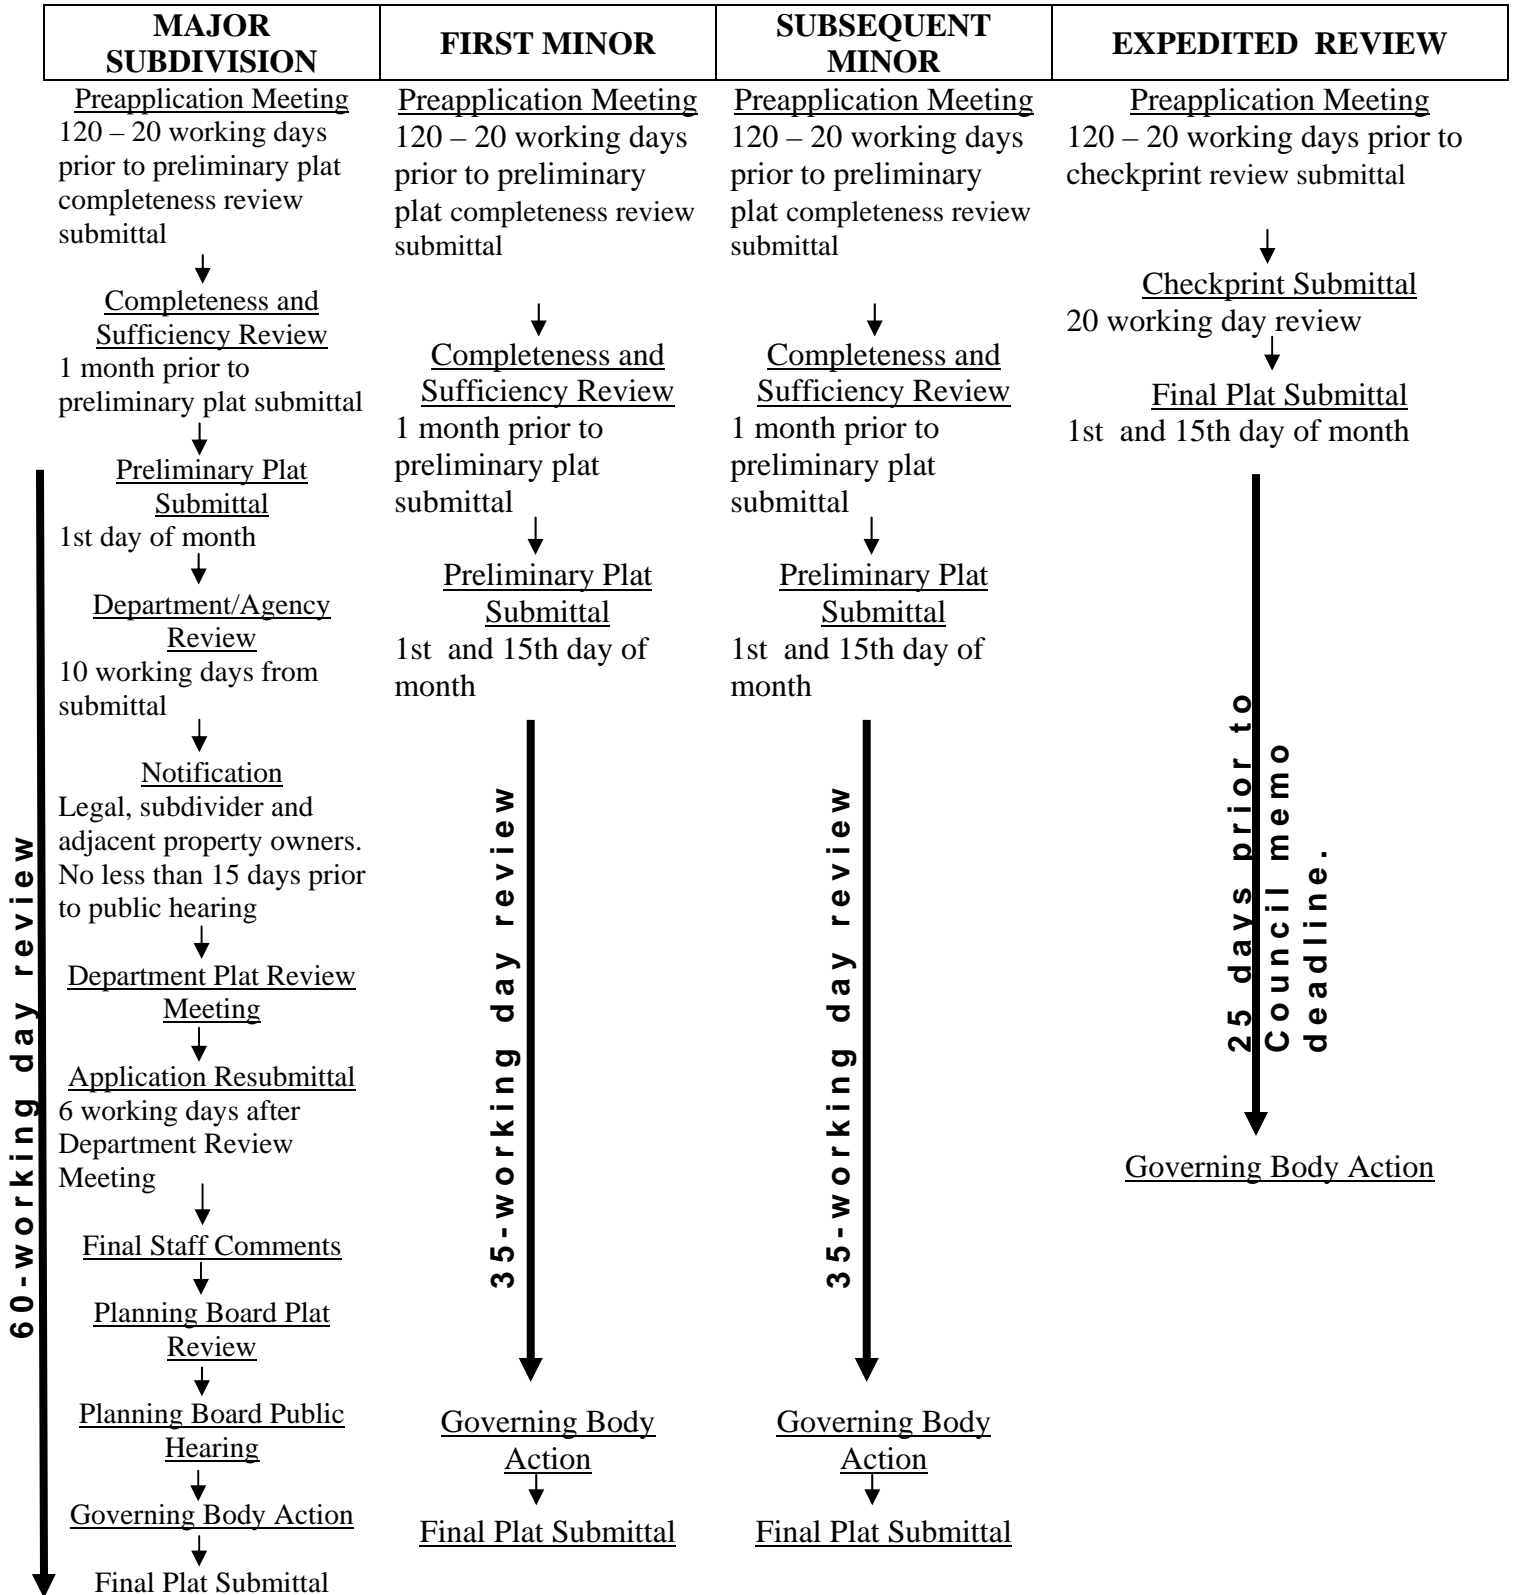 MAJOR
SUBDIVISION
FIRST MINOR
SUBSEQUENT
MINOR
EXPEDITED REVIEW
Preapplication Meeting
120 – 20 working days
prior to preliminary plat
completeness review
submittal
Completeness and
Sufficiency Review
1 month prior to
preliminary plat submittal
Preliminary Plat
Submittal
1st day of month
Department/Agency
Review
10 working days from
submittal
Notification
Legal, subdivider and
adjacent property owners.
No less than 15 days prior
to public hearing
Department Plat Review
Meeting
Application Resubmittal
6 working days after
Department Review
Meeting
Final Staff Comments
Planning Board Plat
Review
Planning Board Public
Hearing
Governing Body Action
Final Plat Submittal
60-working day review
Preapplication Meeting
120 – 20 working days
prior to preliminary
plat completeness review
submittal
Completeness and
Sufficiency Review
1 month prior to
preliminary plat
submittal
Preliminary Plat
Submittal
1st and 15th day of
month
35-working day review
Governing Body
Action
Final Plat Submittal
Preapplication Meeting
120 – 20 working days
prior to preliminary
plat completeness review
submittal
Completeness and
Sufficiency Review
1 month prior to
preliminary plat
submittal
Preliminary Plat
Submittal
1st and 15th day of
month
35-working day review
Governing Body
Action
Final Plat Submittal
Preapplication Meeting
120 – 20 working days prior to
checkprint review submittal
Checkprint Submittal
20 working day review
Final Plat Submittal
1st and 15th day of month
25 days prior to
Council memo
deadline.
Governing Body Action